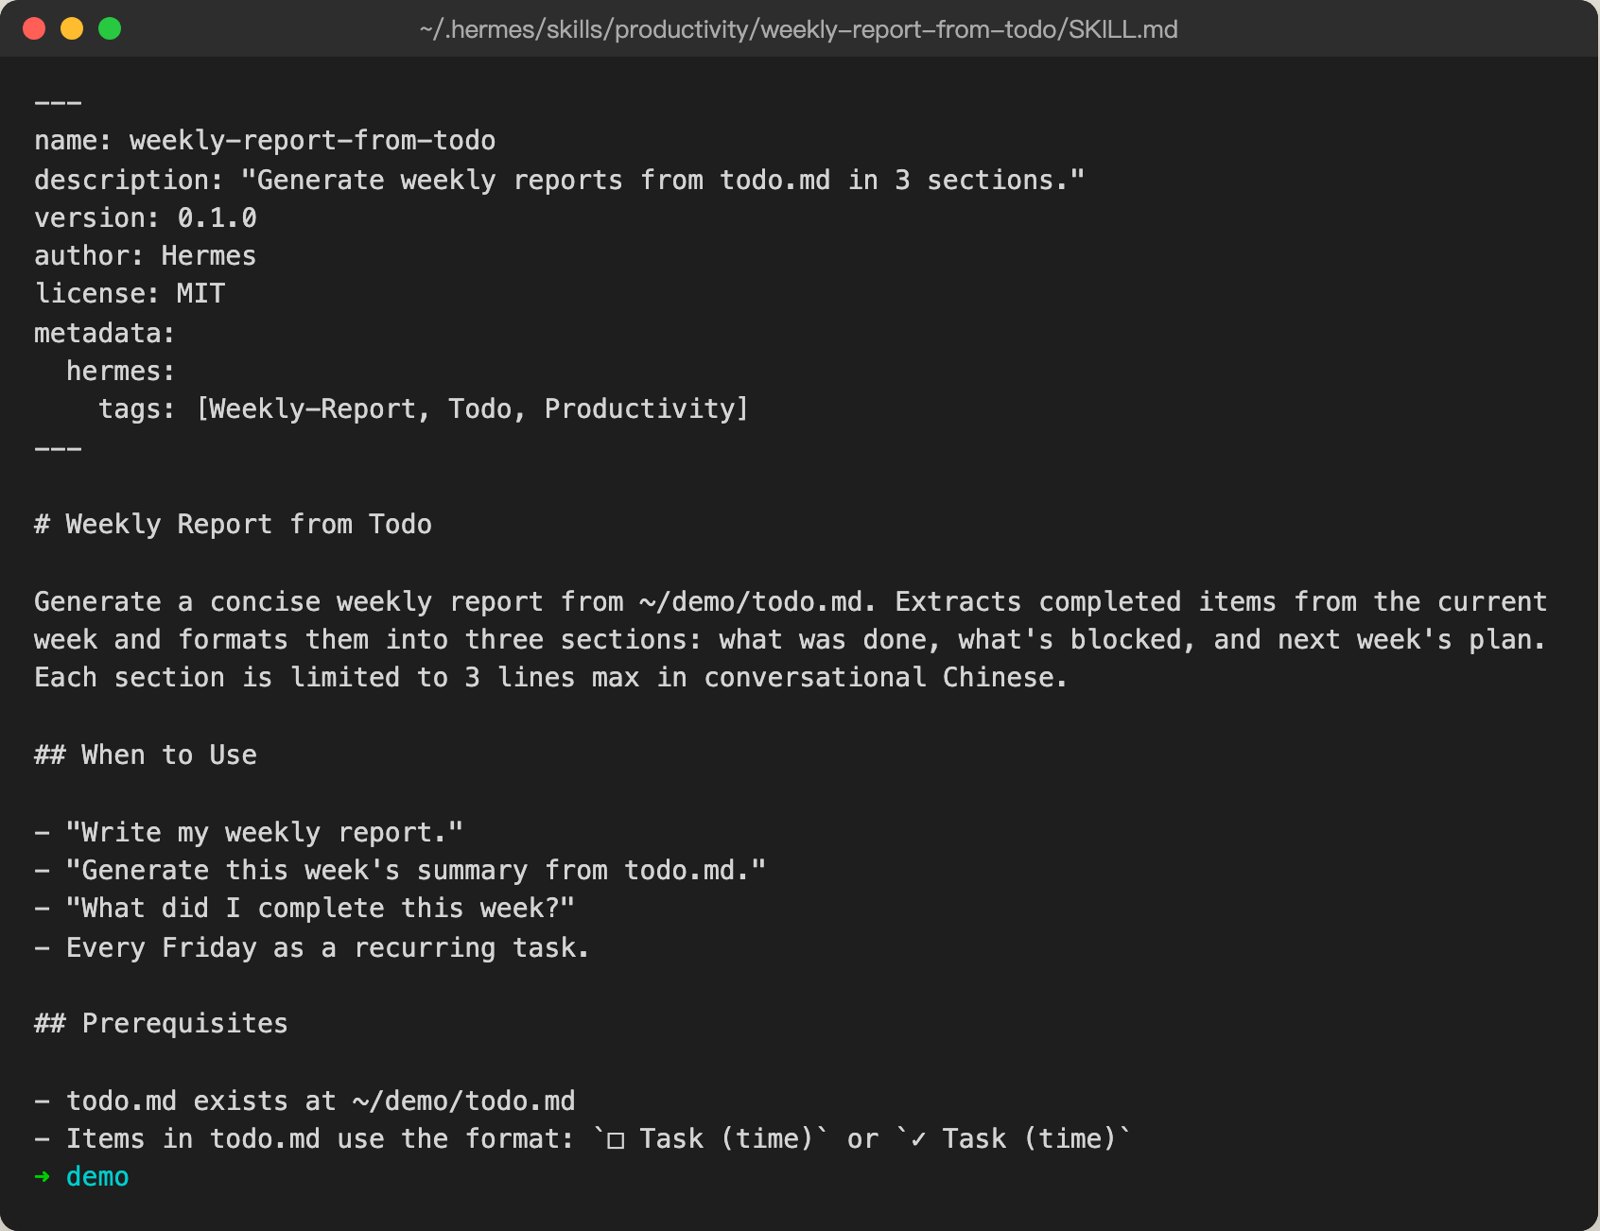 ~/.hermes/skills/productivity/weekly-report-from-todo/SKILL.md
---
name: weekly-report-from-todo
description: "Generate weekly reports from todo.md in 3 sections."
version: 0.1.0
author: Hermes
license: MIT
metadata:
  hermes:
    tags: [Weekly-Report, Todo, Productivity]
---
# Weekly Report from Todo
Generate a concise weekly report from ~/demo/todo.md. Extracts completed items from the current
week and formats them into three sections: what was done, what's blocked, and next week's plan.
Each section is limited to 3 lines max in conversational Chinese.
## When to Use
- "Write my weekly report."
- "Generate this week's summary from todo.md."
- "What did I complete this week?"
- Every Friday as a recurring task.
## Prerequisites
- todo.md exists at ~/demo/todo.md
- Items in todo.md use the format: `□ Task (time)` or `✓ Task (time)`
➜ demo